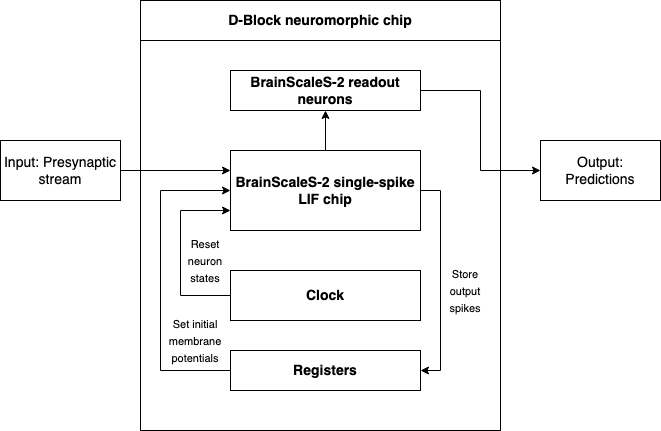 D-Block neuromorphic chip
BrainScaleS-2 readout
neurons
Input: Presynaptic
stream
BrainScaleS-2 single-spike
LIF chip
Output:
Predictions
Reset
neuron
states
Clock
Store
output
spikes
Set initial
membrane
potentials
Registers